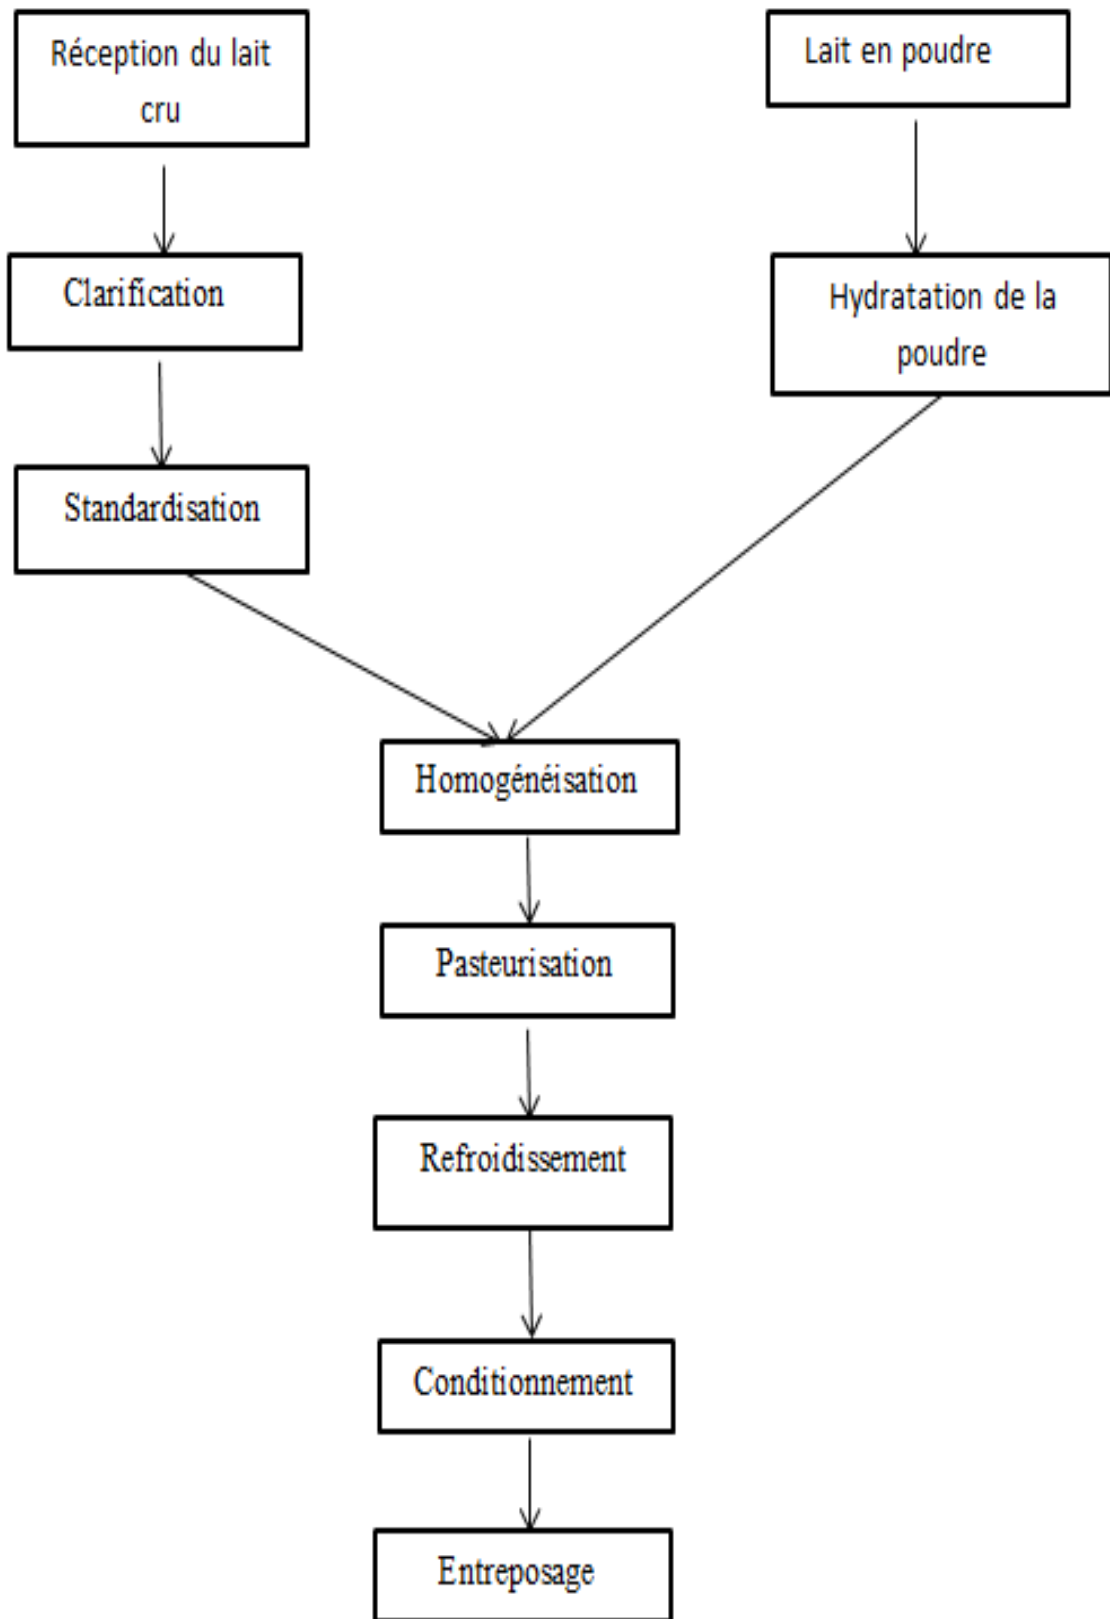 Réception du lait
cru
Lait en poudre
Clarification
Hydratation de la
poudre
Standardisation
Homogénéisation
Pasteurisation
Refroidissement
Conditionnement
Entreposage